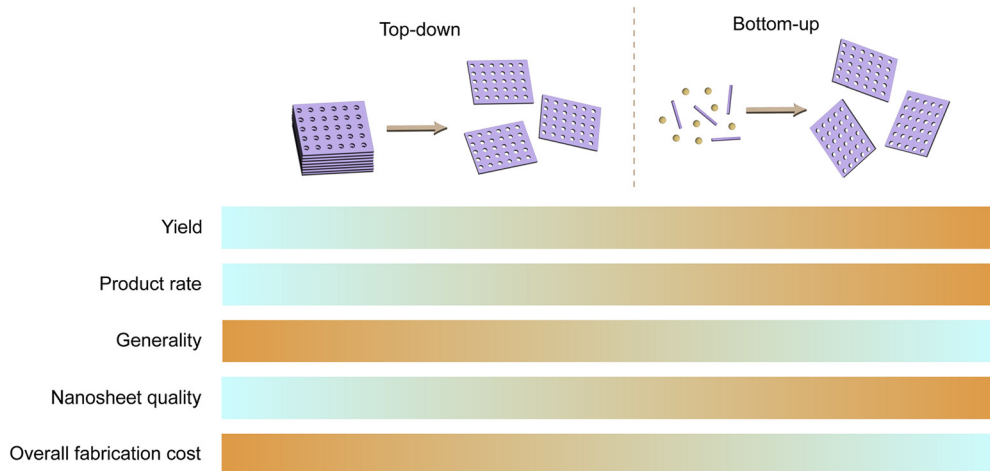 Top-down
Bottom-up
Yield
Product rate
Generality
Nanosheet quality
Overall fabrication cost